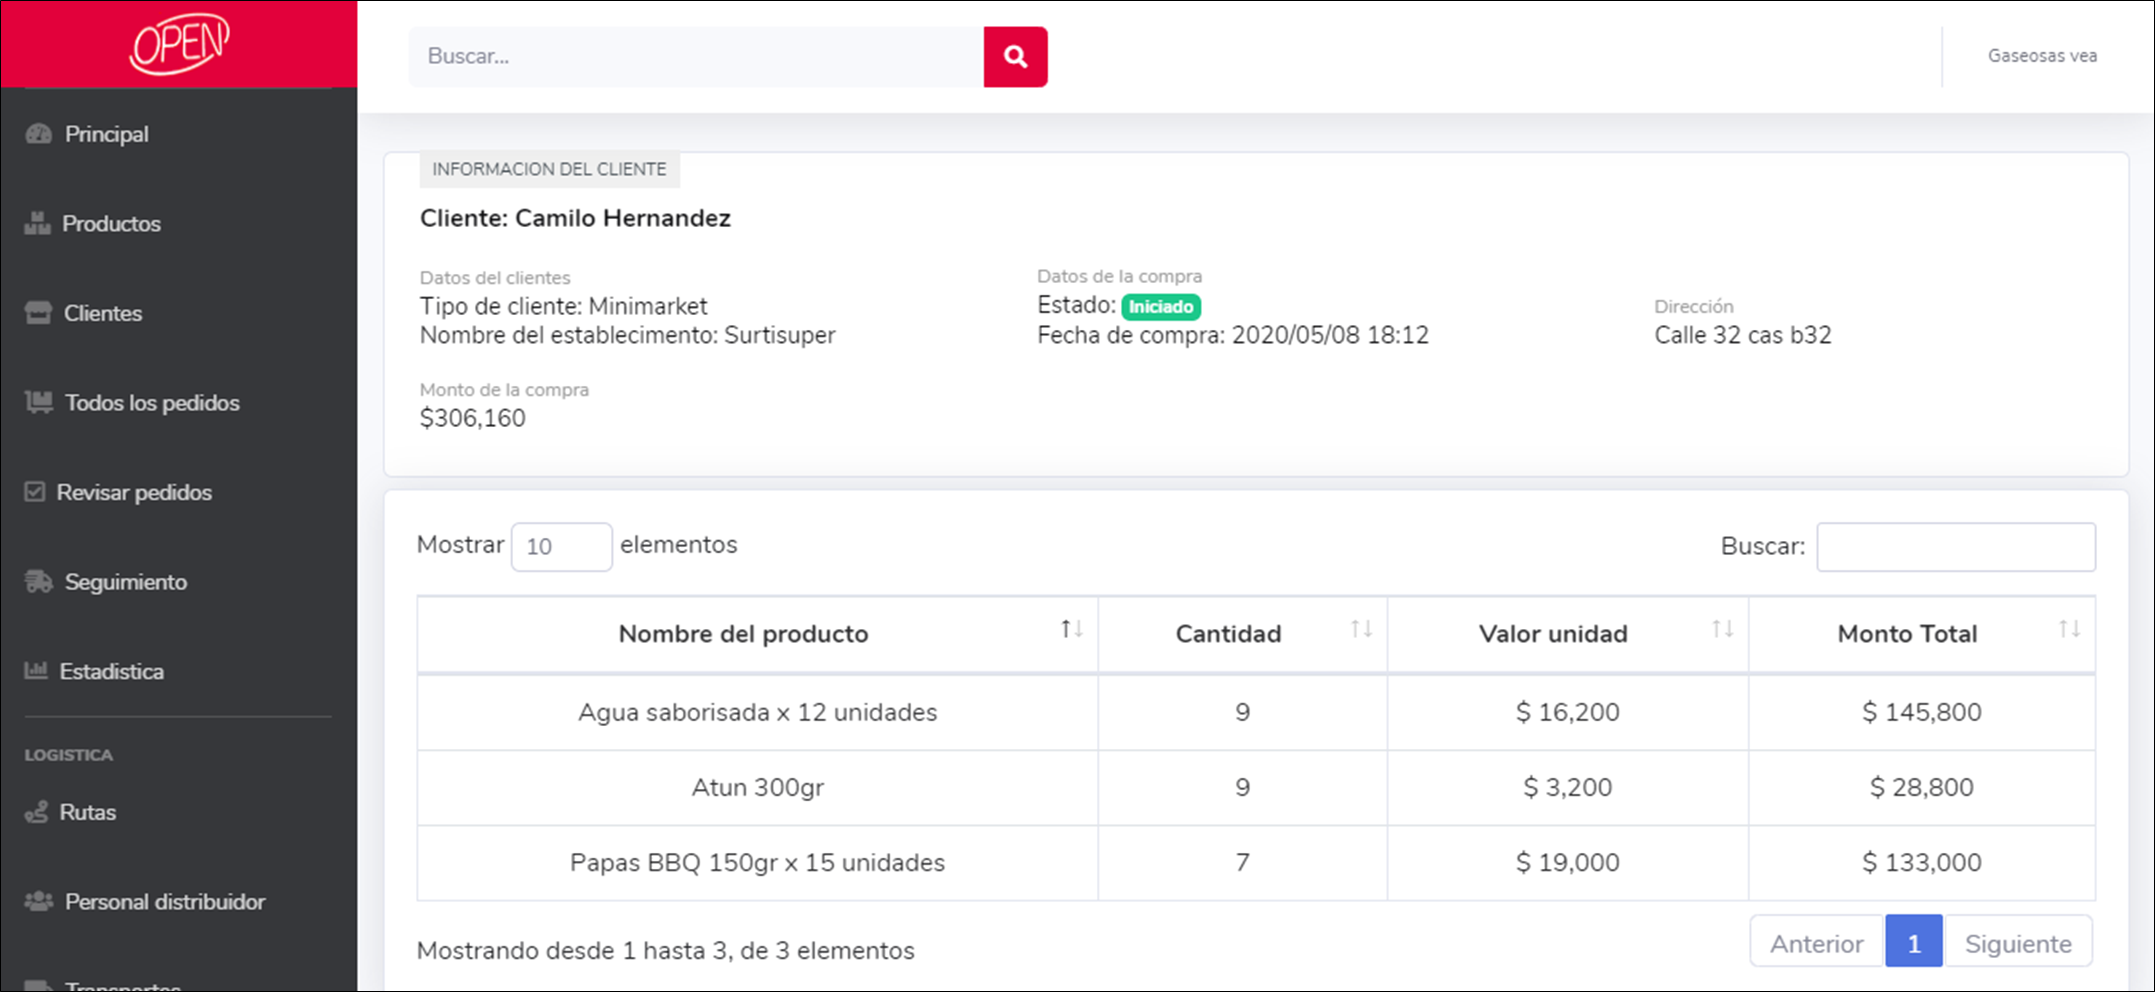 OPEN
Buscar...
Gaseosas vea
Principal
Productos
Clientes
Todos los pedidos
Revisar pedidos
Seguimiento
Estadistica
LOGISTICA
Rutas
Personal distribuidor
Transportes
INFORMACION DEL CLIENTE
Cliente: Camilo Hernandez
Datos del clientes
Tipo de cliente: Minimarket
Nombre del establecimento: Surtisuper
Datos de la compra
Estado: Iniciado
Fecha de compra: 2020/05/08 18:12
Dirección
Calle 32 cas b32
Monto de la compra
$306,160
Mostrar 10 elementos
Buscar:
Nombre del producto Cantidad Valor unidad Monto Total
Agua saborisada x 12 unidades 9 $ 16,200 $ 145,800
Atun 300gr 9 $ 3,200 $ 28,800
Papas BBQ 150gr x 15 unidades 7 $ 19,000 $ 133,000
Mostrando desde 1 hasta 3, de 3 elementos
Anterior 1 Siguiente